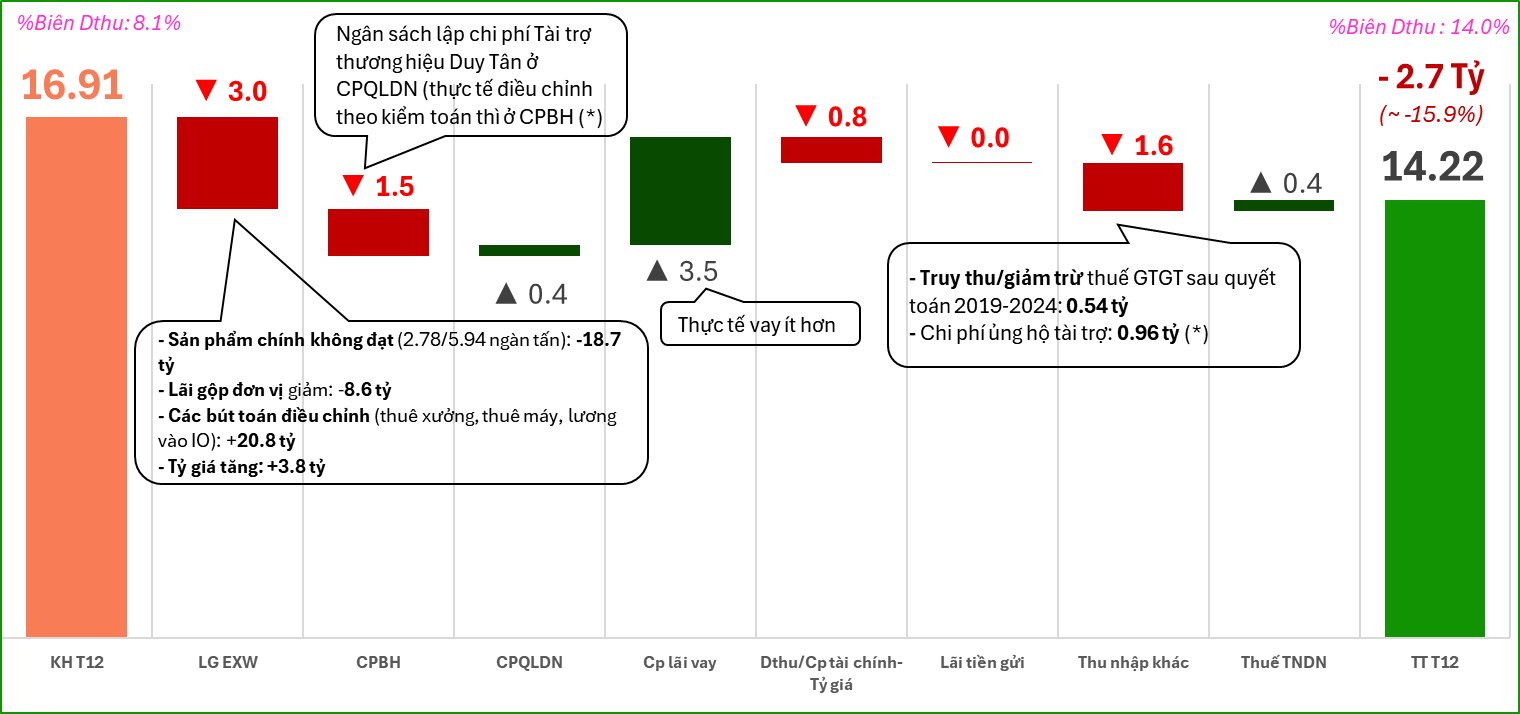 %Biên Dthu: 8.1%
%Biên Dthu : 14.0%
16.91
▼ 3.0
Ngân sách lập chi phí Tài trợ
thương hiệu Duy Tân ở
CPQLDN (thực tế điều chỉnh
theo kiểm toán thì ở CPBH (*)
▼ 1.5
▲ 0.4
▲ 3.5
Thực tế vay ít hơn
▼ 0.8
▼ 0.0
▼ 1.6
▲ 0.4
- 2.7 Tỷ
(~ -15.9%)
14.22
- Sản phẩm chính không đạt (2.78/5.94 ngàn tấn): -18.7
tỷ
- Lãi gộp đơn vị giảm: -8.6 tỷ
- Các bút toán điều chỉnh (thuê xưởng, thuê máy, lương
vào IO): +20.8 tỷ
- Tỷ giá tăng: +3.8 tỷ
- Truy thu/giảm trừ thuế GTGT sau quyết
toán 2019-2024: 0.54 tỷ
- Chi phí ủng hộ tài trợ: 0.96 tỷ (*)
KH T12
LG EXW
CPBH
CPQLDN
Cp lãi vay
Dthu/Cp tài chính-
Tỷ giá
Lãi tiền gửi
Thu nhập khác
Thuế TNDN
TT T12